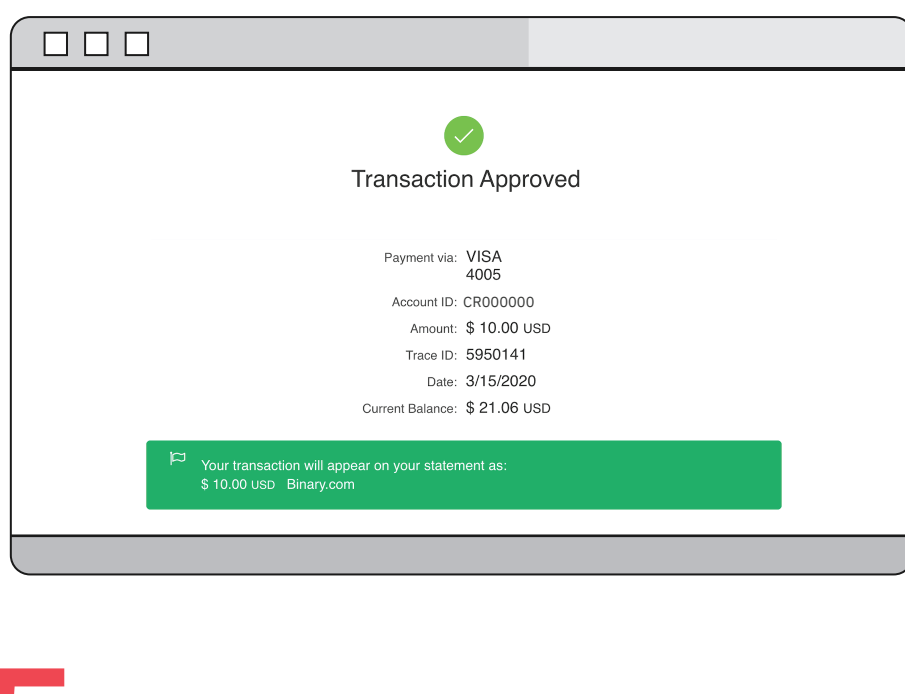 Transaction Approved
Payment via: VISA
4005
Account ID: CR000000
Amount: $ 10.00 USD
Trace ID: 5950141
Date: 3/15/2020
Current Balance: $ 21.06 USD
Your transaction will appear on your statement as:
$ 10.00 USD Binary.com